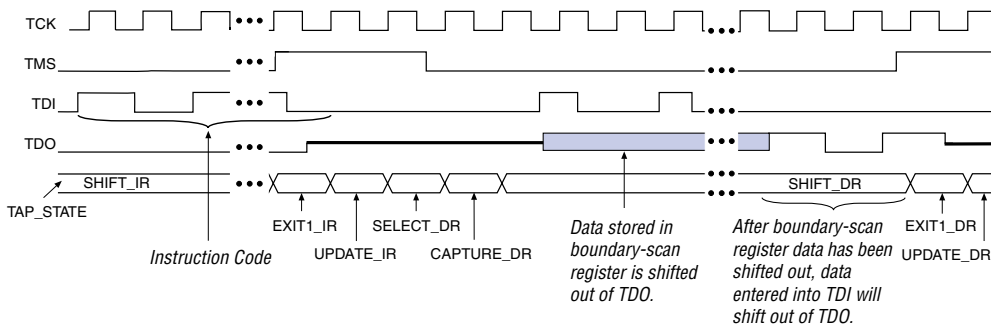 TCK
TMS
TDI
TDO
SHIFT_IR
SHIFT_DR
TAP_STATE
EXIT1_IR
SELECT_DR
UPDATE_IR
CAPTURE_DR
EXIT1_DR
UPDATE_DR
Instruction Code
Data stored in
boundary-scan
register is shifted
out of TDO.
After boundary-scan
register data has been
shifted out, data
entered into TDI will
shift out of TDO.